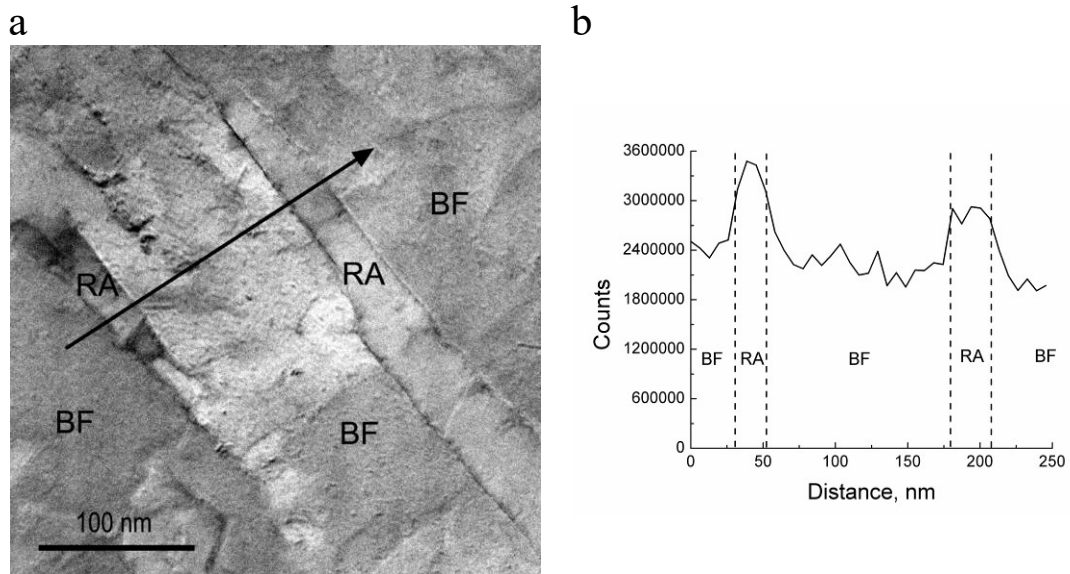 a
BF
RA
RA
BF
BF
100 nm
b
3600000
3000000
2400000
1800000
1200000
600000
0
Counts
BF RA BF RA BF
0 50 100 150 200 250
Distance, nm